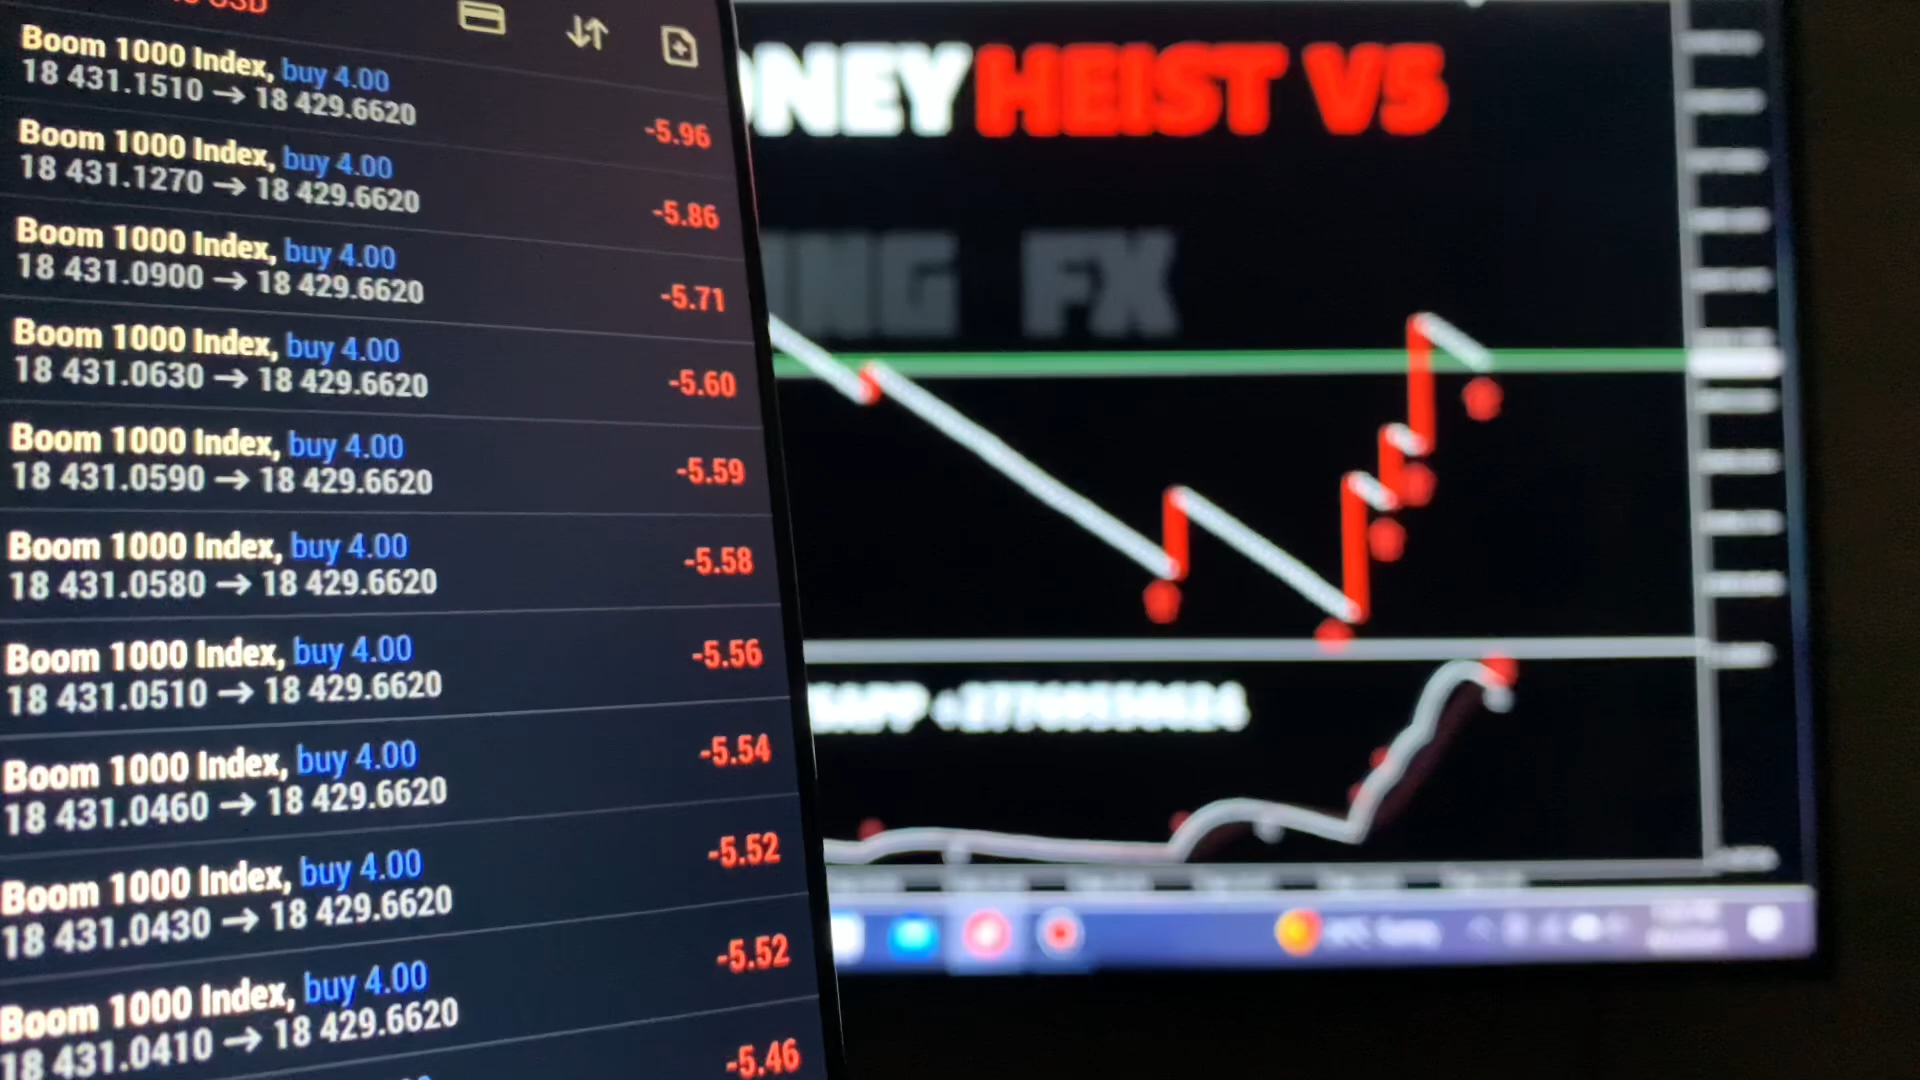 USD
Boom 1000 Index, buy 4.00
18 431.1510 → 18 429.6620
-5.96
Boom 1000 Index, buy 4.00
18 431.1270 → 18 429.6620
-5.86
Boom 1000 Index, buy 4.00
18 431.0900 → 18 429.6620
-5.71
Boom 1000 Index, buy 4.00
18 431.0630 → 18 429.6620
-5.60
Boom 1000 Index, buy 4.00
18 431.0590 → 18 429.6620
-5.59
Boom 1000 Index, buy 4.00
18 431.0580 → 18 429.6620
-5.58
Boom 1000 Index, buy 4.00
18 431.0510 → 18 429.6620
-5.56
Boom 1000 Index, buy 4.00
18 431.0460 → 18 429.6620
-5.54
Boom 1000 Index, buy 4.00
18 431.0430 → 18 429.6620
-5.52
Boom 1000 Index, buy 4.00
18 431.0410 → 18 429.6620
-5.52
-5.46
ONEY HEIST V5
ING FX